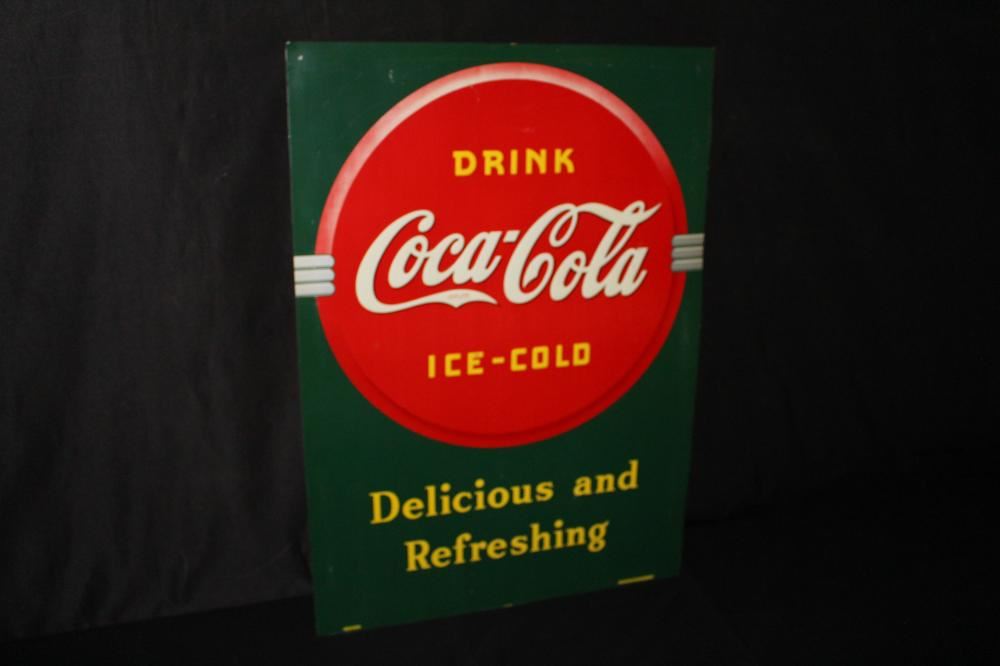 DRINK
Coca-Cola
ICE-COLD
Delicious and
Refreshing